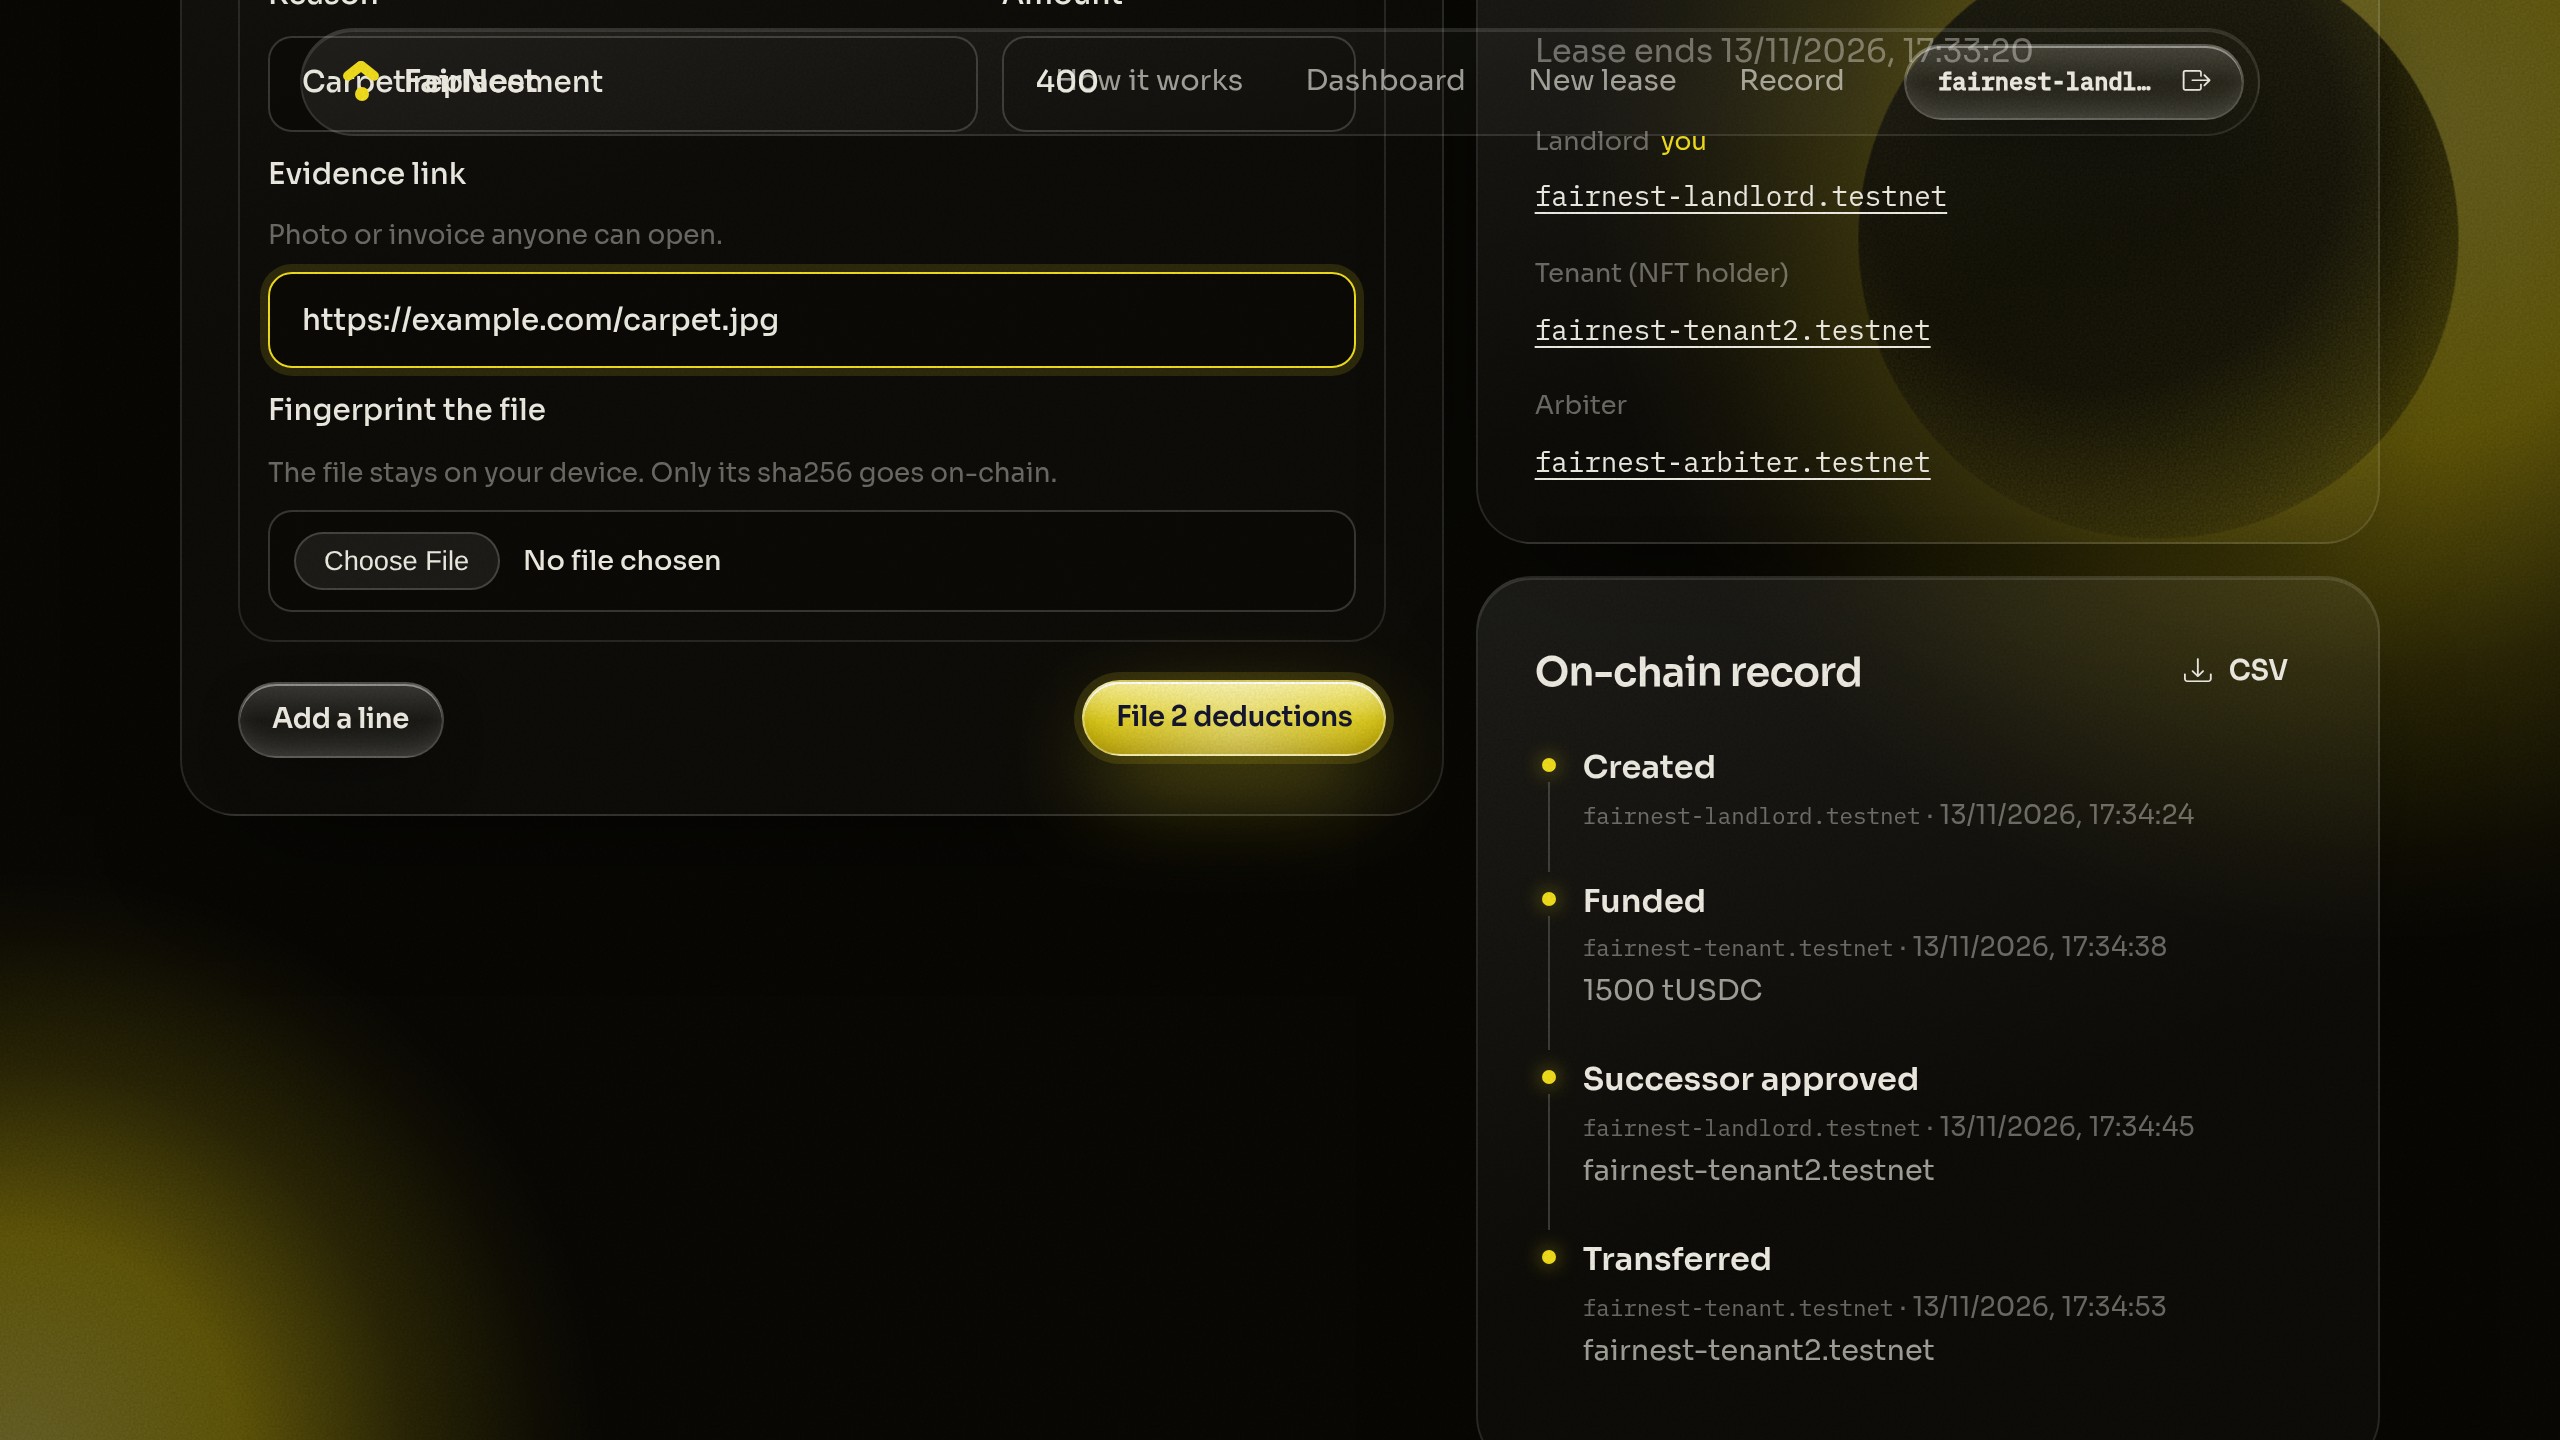 Reason
Amount
Carpet replacement
400
FairNest
How it works
Dashboard
New lease
Record
fairnest-landl…
Evidence link
Photo or invoice anyone can open.
https://example.com/carpet.jpg
Fingerprint the file
The file stays on your device. Only its sha256 goes on-chain.
Choose File
No file chosen
Add a line
File 2 deductions
Lease ends 13/11/2026, 17:33:20
Landlord you
fairnest-landlord.testnet
Tenant (NFT holder)
fairnest-tenant2.testnet
Arbiter
fairnest-arbiter.testnet
On-chain record
CSV
Created
fairnest-landlord.testnet · 13/11/2026, 17:34:24
Funded
fairnest-tenant.testnet · 13/11/2026, 17:34:38
1500 tUSDC
Successor approved
fairnest-landlord.testnet · 13/11/2026, 17:34:45
fairnest-tenant2.testnet
Transferred
fairnest-tenant.testnet · 13/11/2026, 17:34:53
fairnest-tenant2.testnet